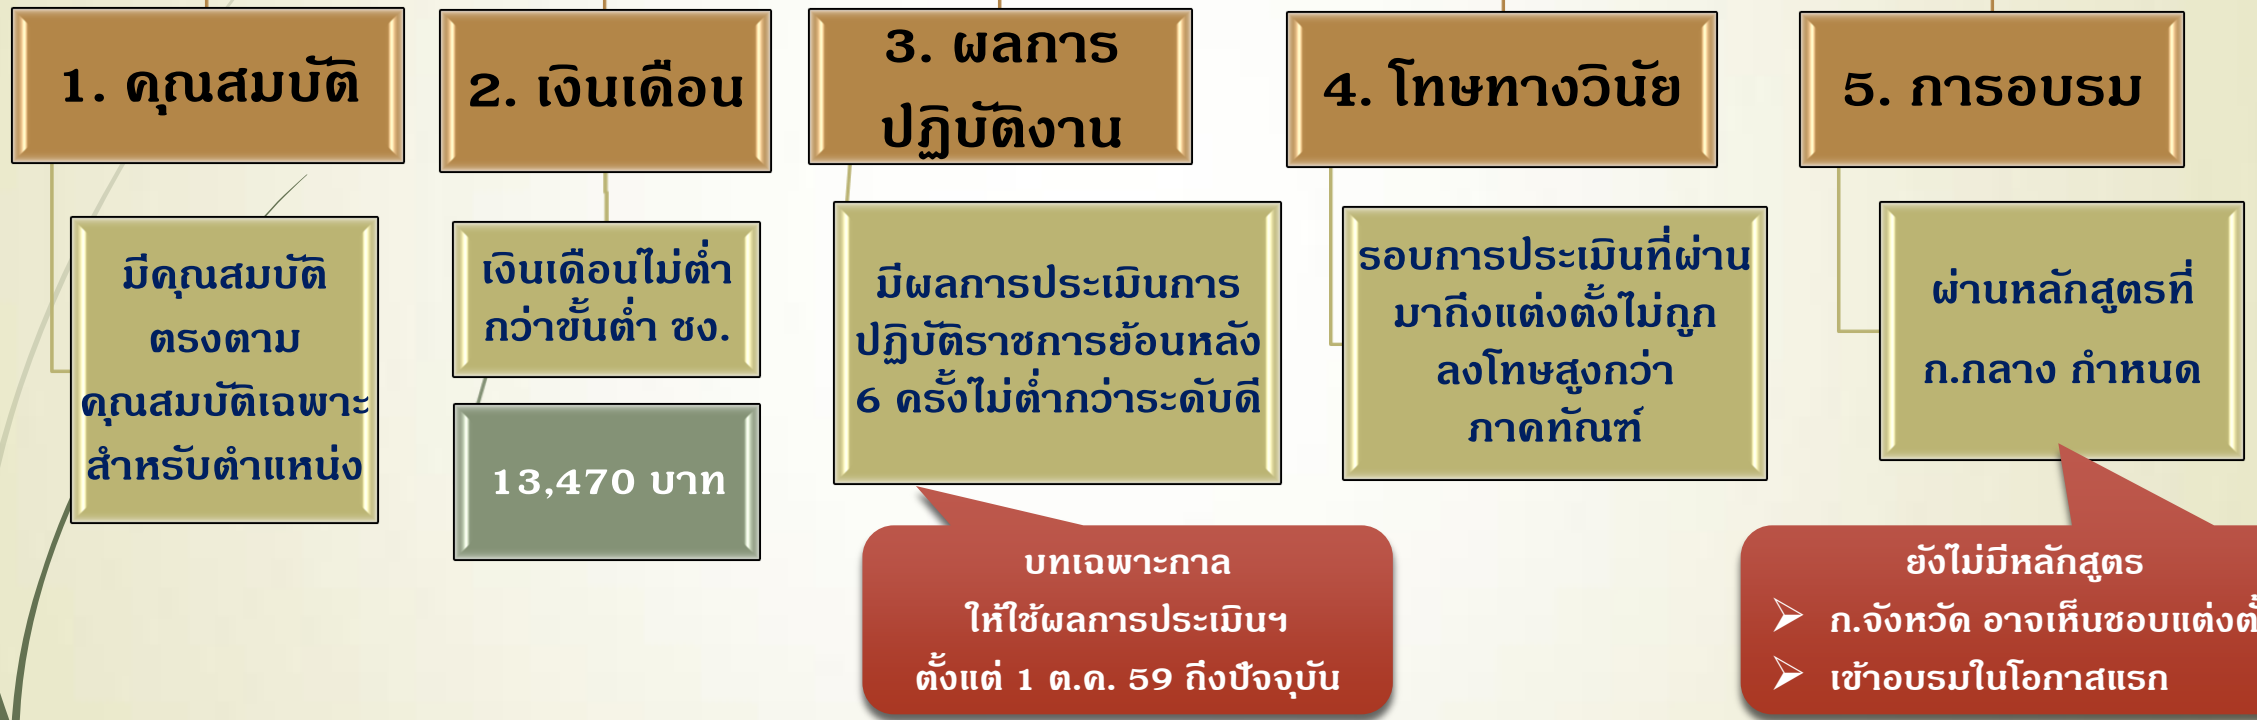 1. คุณสมบัติ
มีคุณสมบัติ
ตรงตาม
คุณสมบัติเฉพาะ
สำหรับตำแหน่ง
2. เงินเดือน
เงินเดือนไม่ต่ำ
กว่าขั้นต่ำ ชง.
13,470 บาท
3. ผลการ
ปฏิบัติงาน
มีผลการประเมินการ
ปฏิบัติราชการย้อนหลัง
6 ครั้งไม่ต่ำกว่าระดับดี
บทเฉพาะกาล
ให้ใช้ผลการประเมินฯ
ตั้งแต่ 1 ต.ค. 59 ถึงปัจจุบัน
4. โทษทางวินัย
รอบการประเมินที่ผ่าน
มาถึงแต่งตั้งไม่ถูก
ลงโทษสูงกว่า
ภาคทัณฑ์
5. การอบรม
ผ่านหลักสูตรที่
ก.กลาง กำหนด
ยังไม่มีหลักสูตร
➢ ก.จังหวัด อาจเห็นชอบแต่งตั้
➢ เข้าอบรมในโอกาสแรก